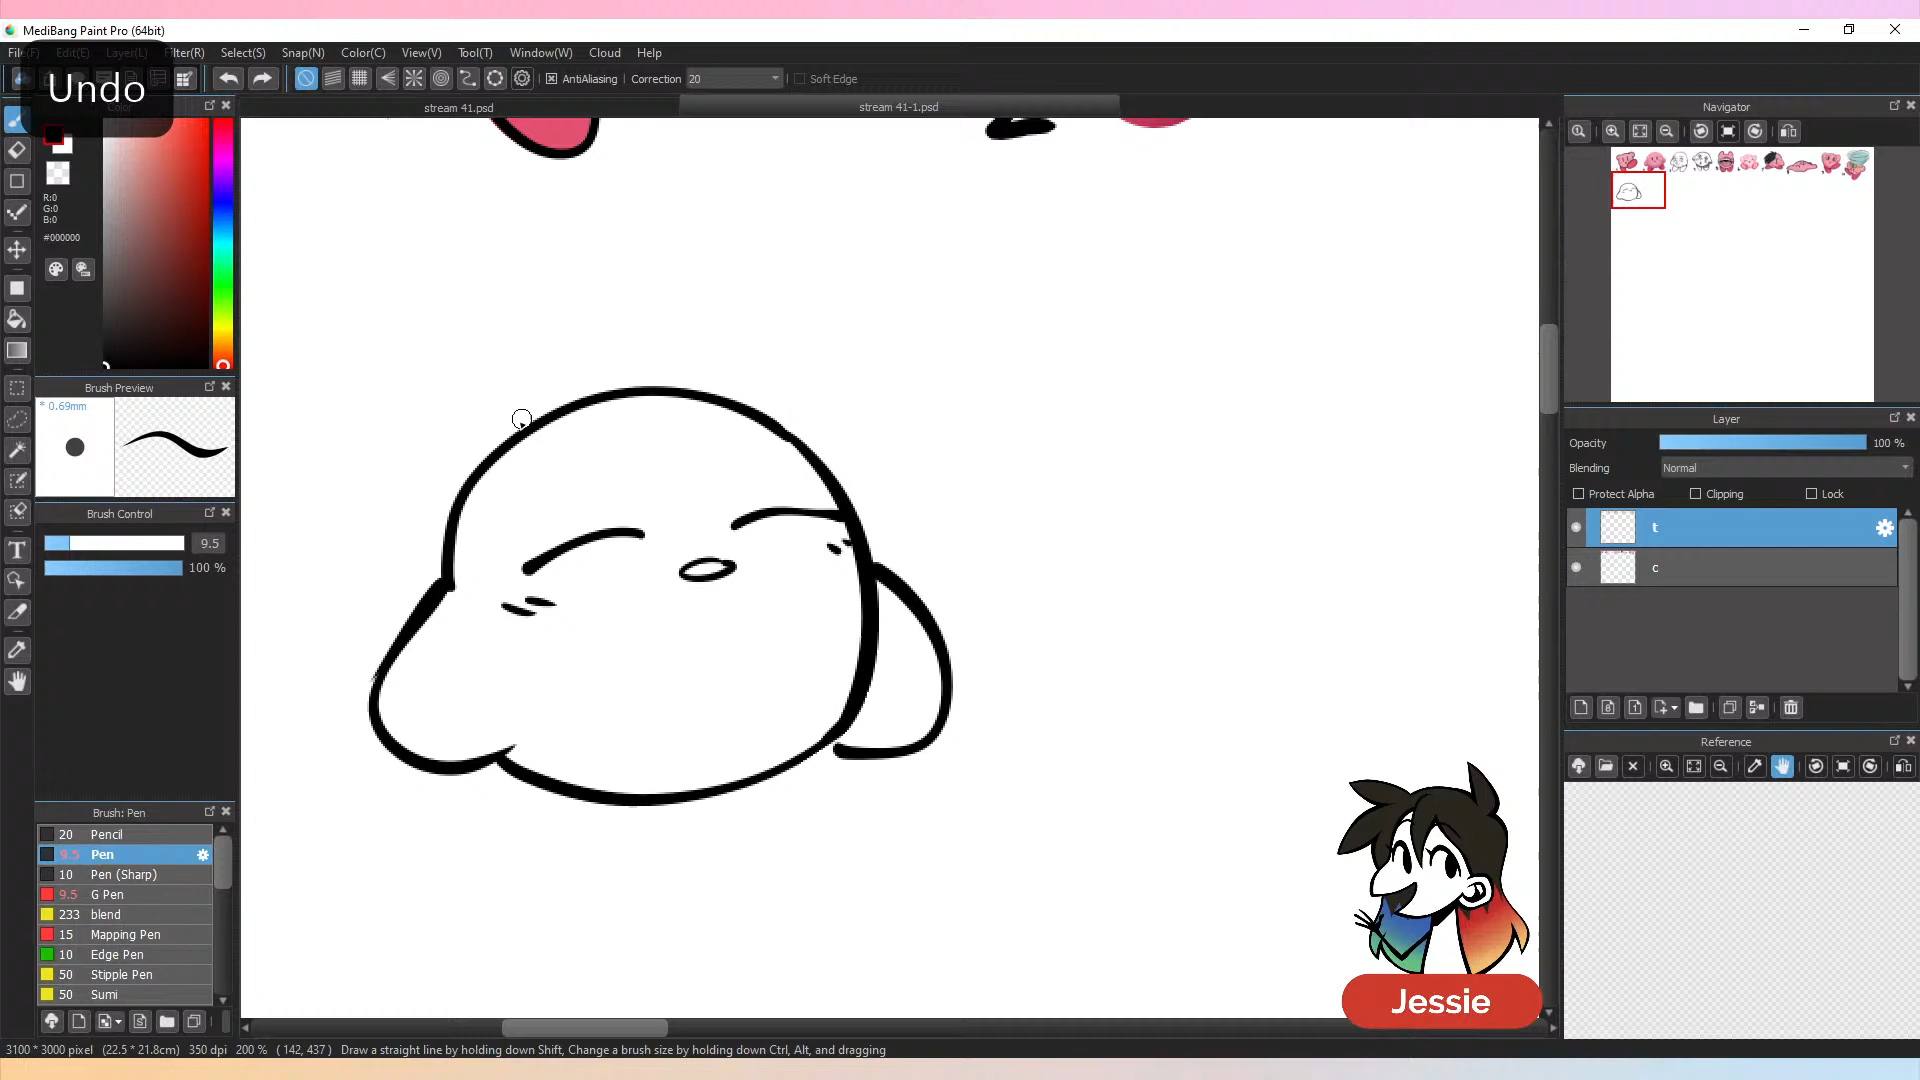 MediBang Paint Pro (64bit)
Select(S) Snap(N) Color(C) View(V) Tool(T) Window(W) Cloud Help
Undo
AntiAliasing Correction 20 Soft Edge
stream 41.psd stream 41-1.psd
R:0
G:0
B:0
#000000
Brush Preview
* 0.69mm
Brush Control
9.5
100 %
Brush: Pen
20 Pencil
9.5 Pen
10 Pen (Sharp)
9.5 G Pen
233 blend
15 Mapping Pen
10 Edge Pen
50 Stipple Pen
50 Sumi
Navigator
Layer
Opacity 100 %
Blending Normal
Protect Alpha Clipping Lock
t
c
Reference
Jessie
3100 * 3000 pixel (22.5 * 21.8cm) 350 dpi 200 % ( 142, 437 ) Draw a straight line by holding down Shift, Change a brush size by holding down Ctrl, Alt, and dragging